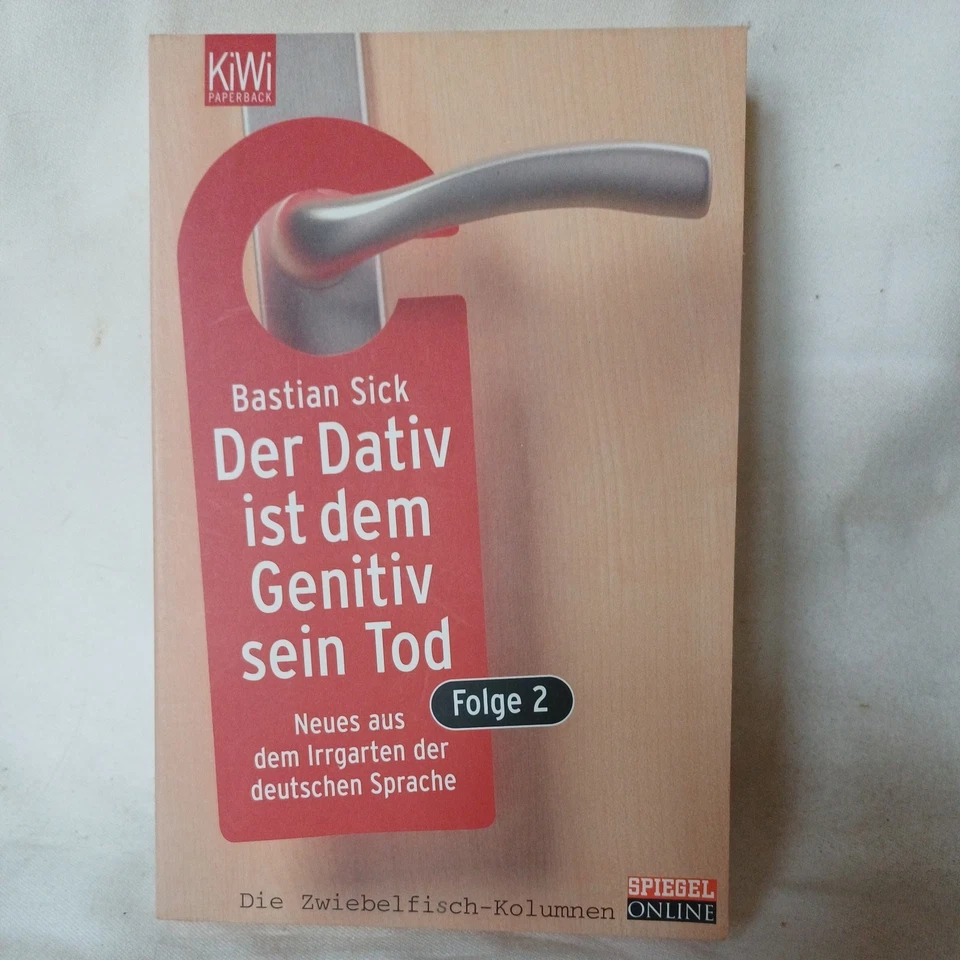 KiWi
PAPERBACK
Bastian Sick
Der Dativ
ist dem
Genitiv
sein Tod
Folge 2
Neues aus
dem Irrgarten der
deutschen Sprache
Die Zwiebelfisch-Kolumnen
SPIEGEL
ONLINE